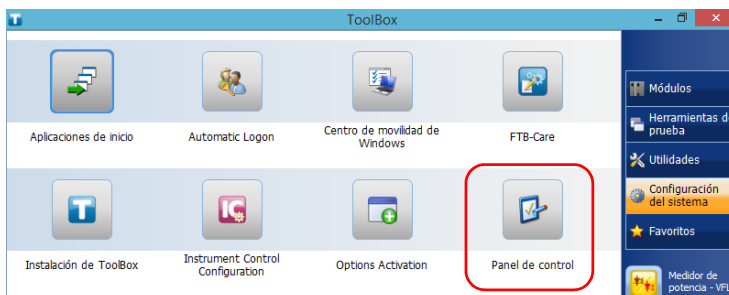 ToolBox
Aplicaciones de inicio
Automatic Logon
Centro de movilidad de
Windows
FTB-Care
Instalación de ToolBox
Instrument Control
Configuration
Options Activation
Panel de control
Módulos
Herramientas d
prueba
Utilidades
Configuración
del sistema
Favoritos
Medidor de
potencia - VFL